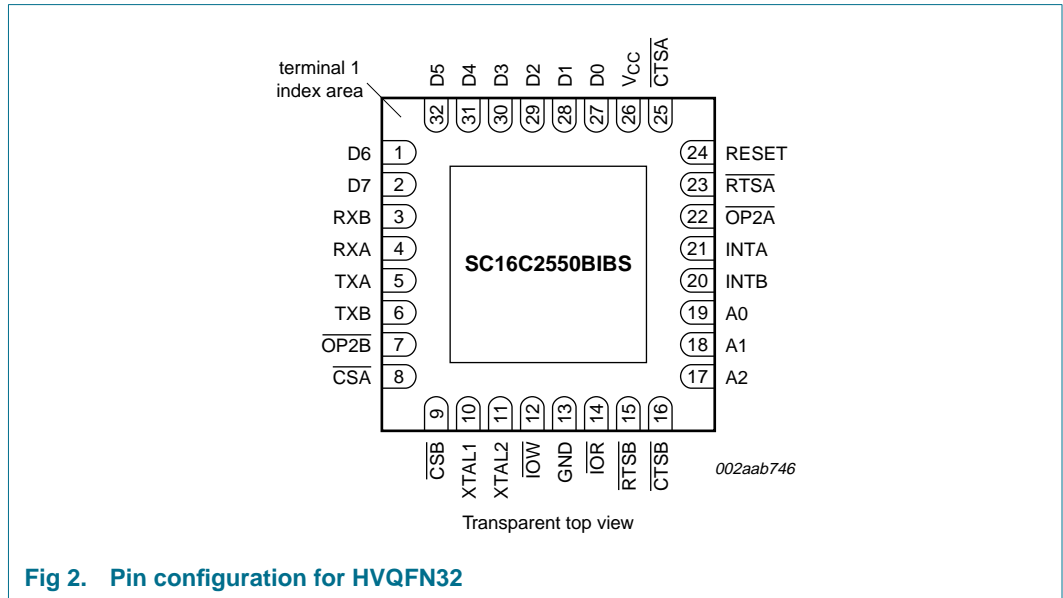 terminal 1
index area
D5
D4
D3
D2
D1
D0
VCC
CTSA
32
31
30
29
28
27
26
25
D6 1
D7 2
RXB 3
RXA 4
TXA 5
TXB 6
OP2B 7
CSA 8
SC16C2550BIBS
24 RESET
23 RTSA
22 OP2A
21 INTA
20 INTB
19 A0
18 A1
17 A2
9
10
11
12
13
14
15
16
CSB
XTAL1
XTAL2
IOW
GND
IOR
RTSB
CTSB
002aab746
Transparent top view
Fig 2. Pin configuration for HVQFN32